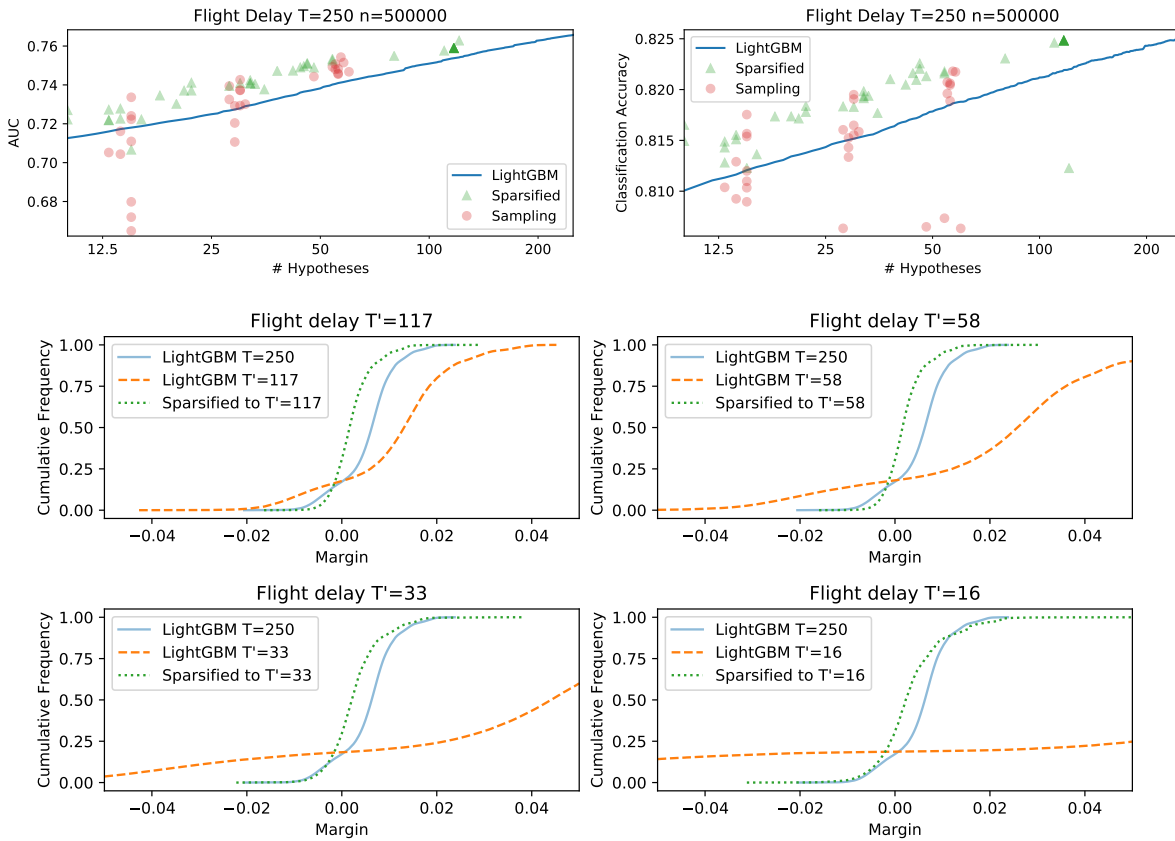 Flight Delay T=250 n=500000
AUC
0.76
0.74
0.72
0.70
0.68
LightGBM
Sparsified
Sampling
12.5
25
50
100
200
# Hypotheses
Flight Delay T=250 n=500000
Classification Accuracy
0.825
0.820
0.815
0.810
LightGBM
Sparsified
Sampling
12.5
25
50
100
200
# Hypotheses
Flight delay T'=117
Cumulative Frequency
1.00
0.75
0.50
0.25
0.00
LightGBM T=250
LightGBM T'=117
Sparsified to T'=117
−0.04
−0.02
0.00
0.02
0.04
Margin
Flight delay T'=58
Cumulative Frequency
1.00
0.75
0.50
0.25
0.00
LightGBM T=250
LightGBM T'=58
Sparsified to T'=58
−0.04
−0.02
0.00
0.02
0.04
Margin
Flight delay T'=33
Cumulative Frequency
1.00
0.75
0.50
0.25
0.00
LightGBM T=250
LightGBM T'=33
Sparsified to T'=33
−0.04
−0.02
0.00
0.02
0.04
Margin
Flight delay T'=16
Cumulative Frequency
1.00
0.75
0.50
0.25
0.00
LightGBM T=250
LightGBM T'=16
Sparsified to T'=16
−0.04
−0.02
0.00
0.02
0.04
Margin